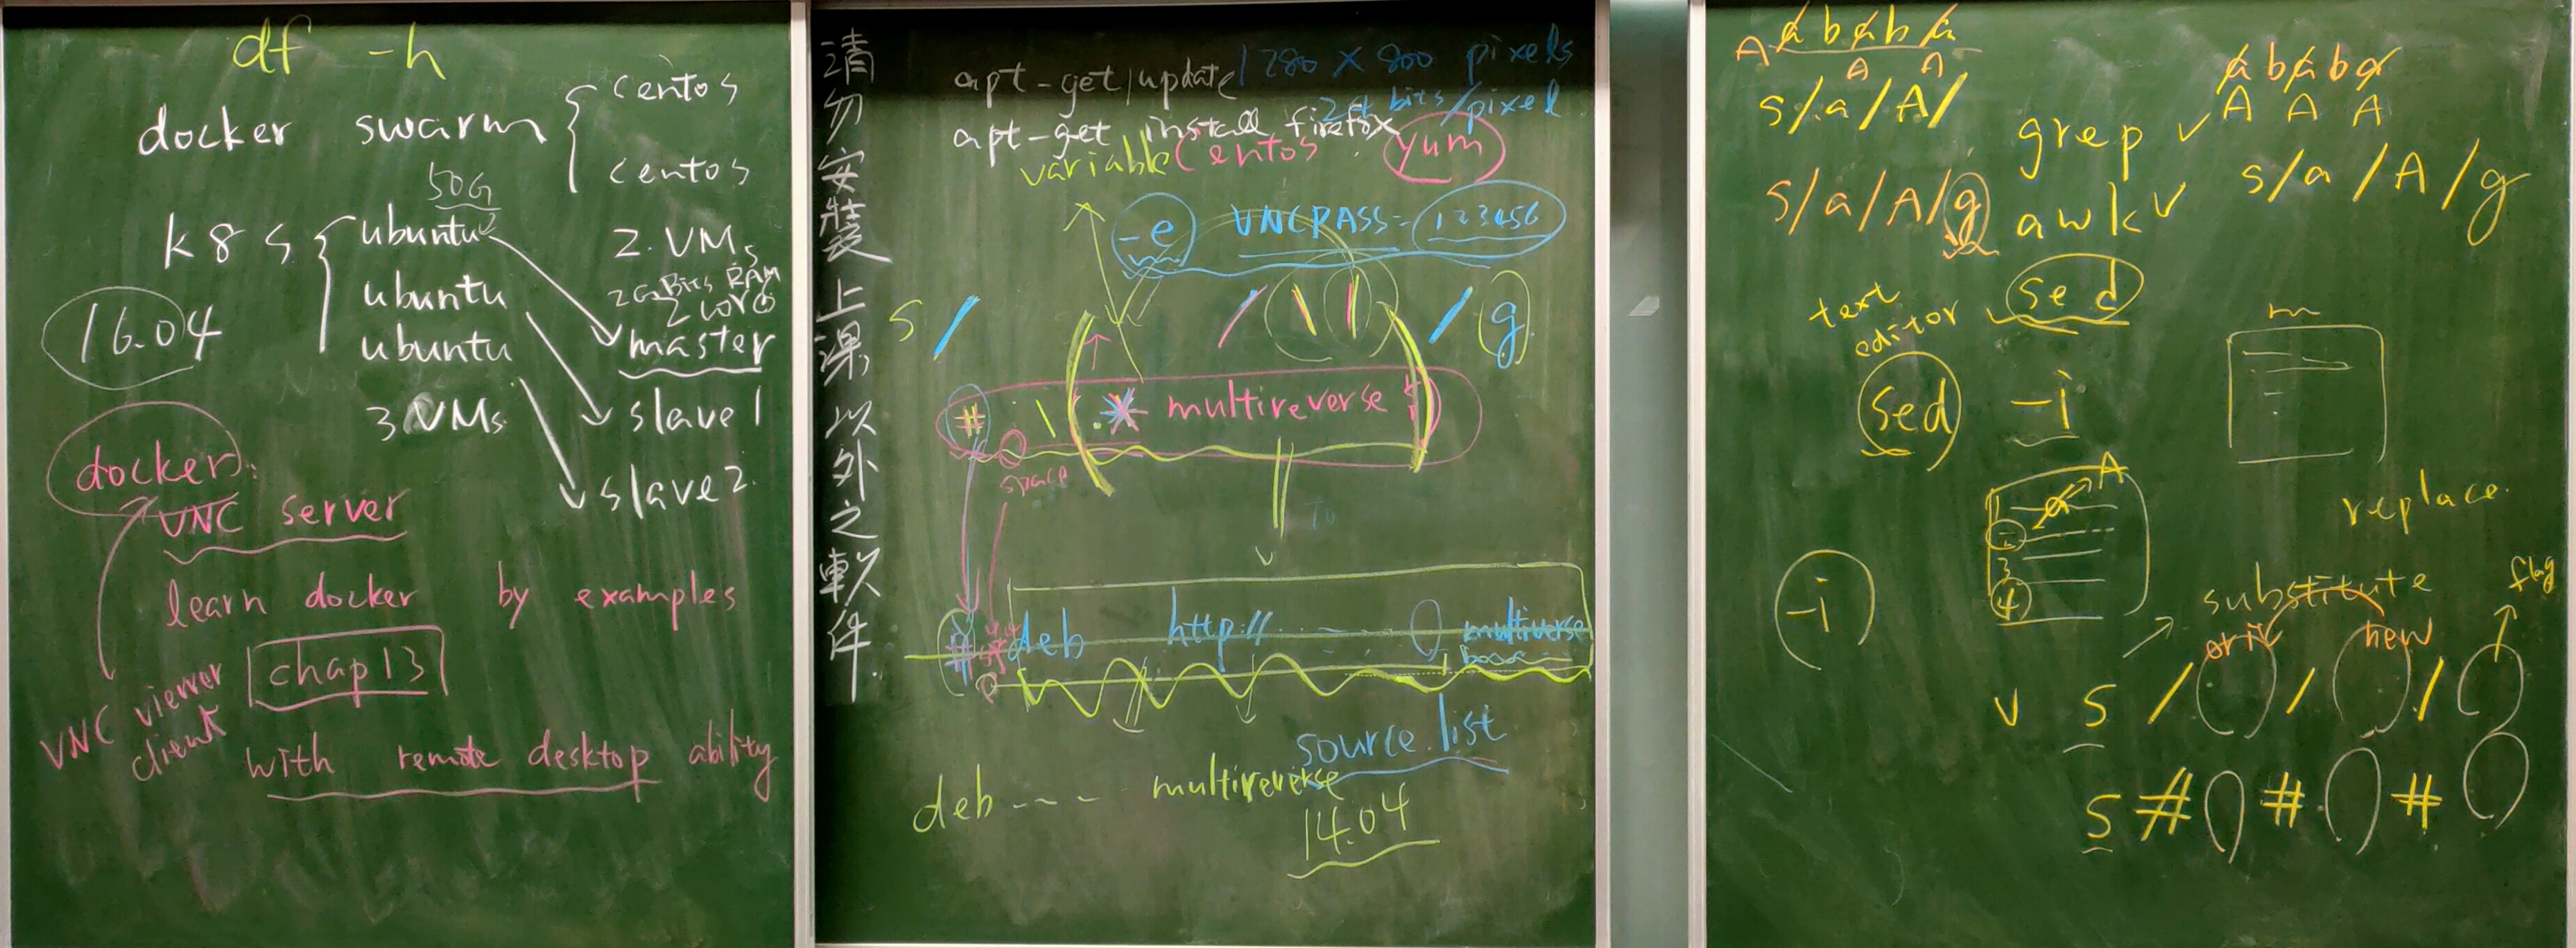 df -h
docker swarm { centos
centos
50G
k8s { ubuntu
2 VMs
ubuntu
2G Bits RAM
2 core
16.04
ubuntu
master
3 VMs
slave1
docker:
slave2
VNC server
learn docker by examples
chap13
VNC viewer
client
with remote desktop ability
請勿安裝上課以外之軟件
apt-get update
1280 x 800 pixels
24 bits/pixel
apt-get install firefox
variable
Centos
yum
-e VNCPASS=123456
s / / \ | / g
# \ ( .* multireverse $ )
space
To
# deb http:// multiverse
source.list
deb ---- multireverse
14.04
A a b a b a
A A
s/a/A/
a b a b a
A A A
grep v
s/a/A/g
s/a/A/g
awk v
text
editor
sed
sed -i
A
a
2
3
4
replace
-i
substitute
flag
oriv
new
v s / / /
s # # #